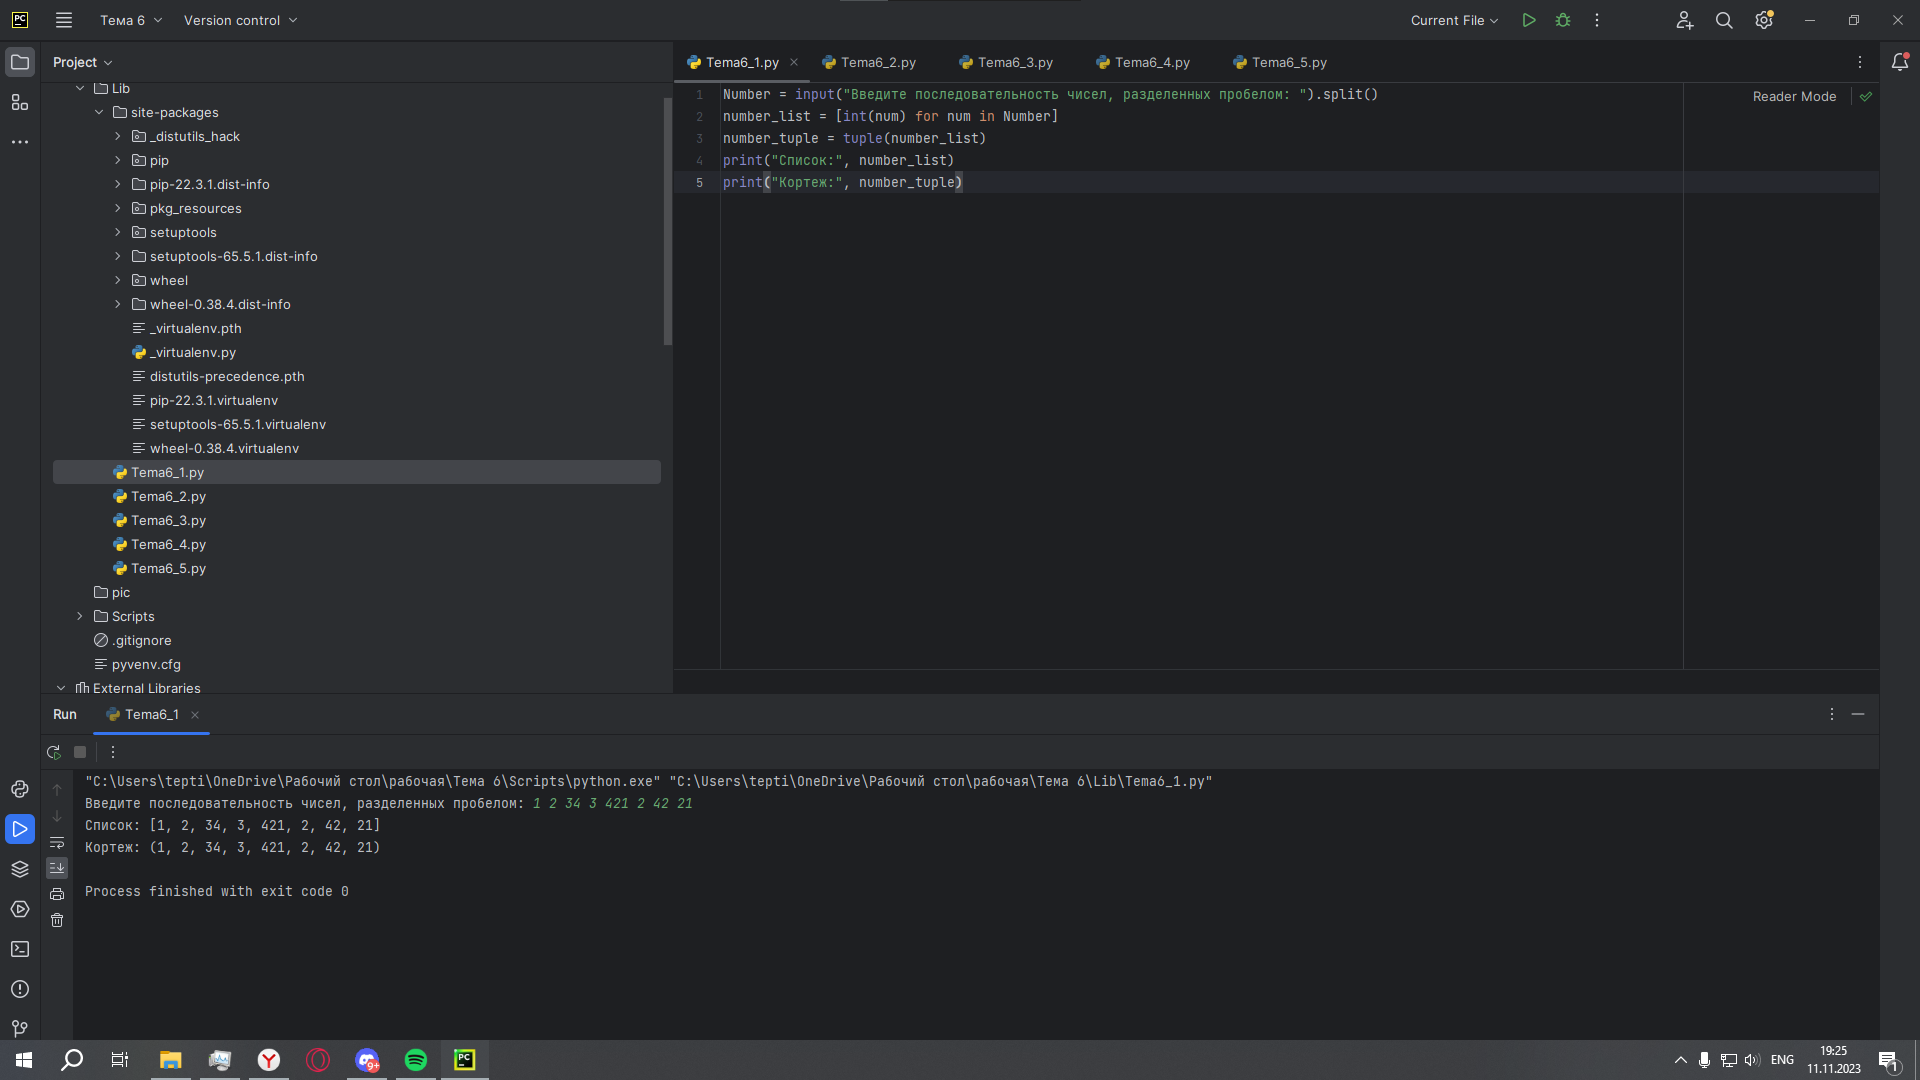 PC Тема 6 Version control Current File
Project
Lib
site-packages
_distutils_hack
pip
pip-22.3.1.dist-info
pkg_resources
setuptools
setuptools-65.5.1.dist-info
wheel
wheel-0.38.4.dist-info
_virtualenv.pth
_virtualenv.py
distutils-precedence.pth
pip-22.3.1.virtualenv
setuptools-65.5.1.virtualenv
wheel-0.38.4.virtualenv
Tema6_1.py
Tema6_2.py
Tema6_3.py
Tema6_4.py
Tema6_5.py
pic
Scripts
.gitignore
pyvenv.cfg
External Libraries
Tema6_1.py Tema6_2.py Tema6_3.py Tema6_4.py Tema6_5.py
Reader Mode
1 Number = input("Введите последовательность чисел, разделенных пробелом: ").split()
2 number_list = [int(num) for num in Number]
3 number_tuple = tuple(number_list)
4 print("Список:", number_list)
5 print("Кортеж:", number_tuple)
Run Tema6_1
"C:\Users\tepti\OneDrive\Рабочий стол\рабочая\Тема 6\Scripts\python.exe" "C:\Users\tepti\OneDrive\Рабочий стол\рабочая\Тема 6\Lib\Tema6_1.py"
Введите последовательность чисел, разделенных пробелом: 1 2 34 3 421 2 42 21
Список: [1, 2, 34, 3, 421, 2, 42, 21]
Кортеж: (1, 2, 34, 3, 421, 2, 42, 21)
Process finished with exit code 0
9+
PC
ENG
19:25
11.11.2023
1